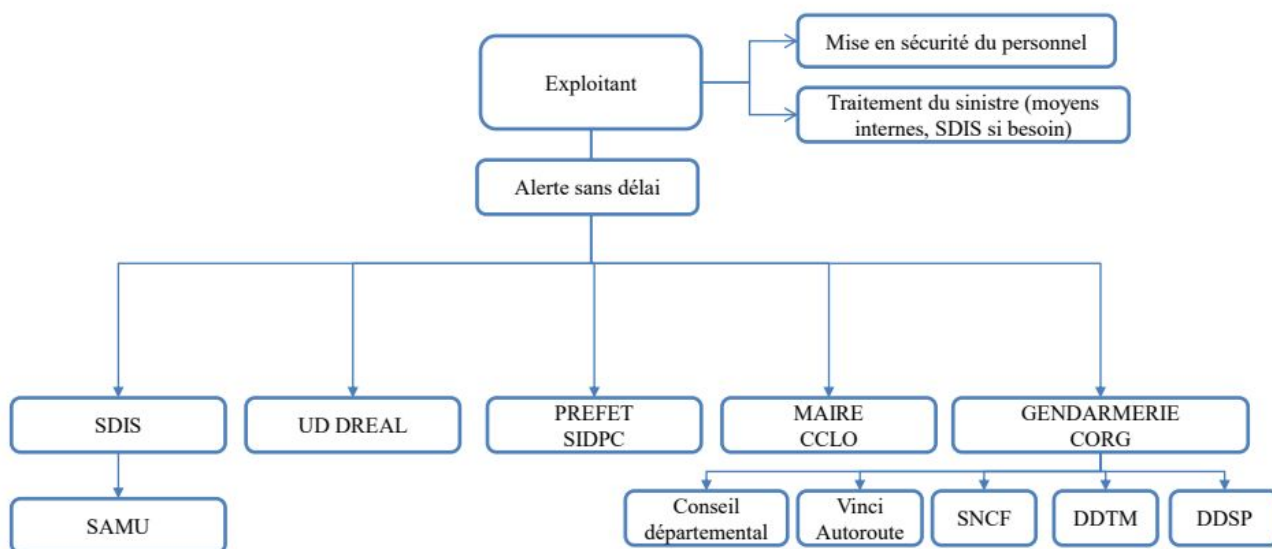 Mise en sécurité du personnel
Exploitant
Traitement du sinistre (moyens
internes, SDIS si besoin)
Alerte sans délai
SDIS
UD DREAL
PREFET
SIDPC
MAIRE
CCLO
GENDARMERIE
CORG
SAMU
Conseil
départemental
Vinci
Autoroute
SNCF
DDTM
DDSP